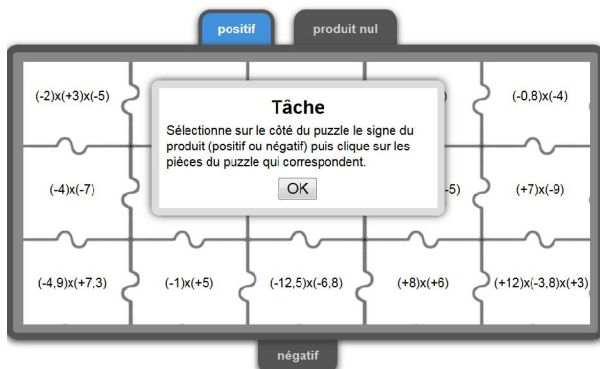 positif
produit nul
(-2)x(+3)x(-5)
(-0,8)x(-4)
Tâche
Sélectionne sur le côté du puzzle le signe du
produit (positif ou négatif) puis clique sur les
pièces du puzzle qui correspondent.
OK
(-4)x(-7)
-5)
(+7)x(-9)
(-4,9)x(+7,3)
(-1)x(+5)
(-12,5)x(-6,8)
(+8)x(+6)
(+12)x(-3,8)x(+3)
négatif